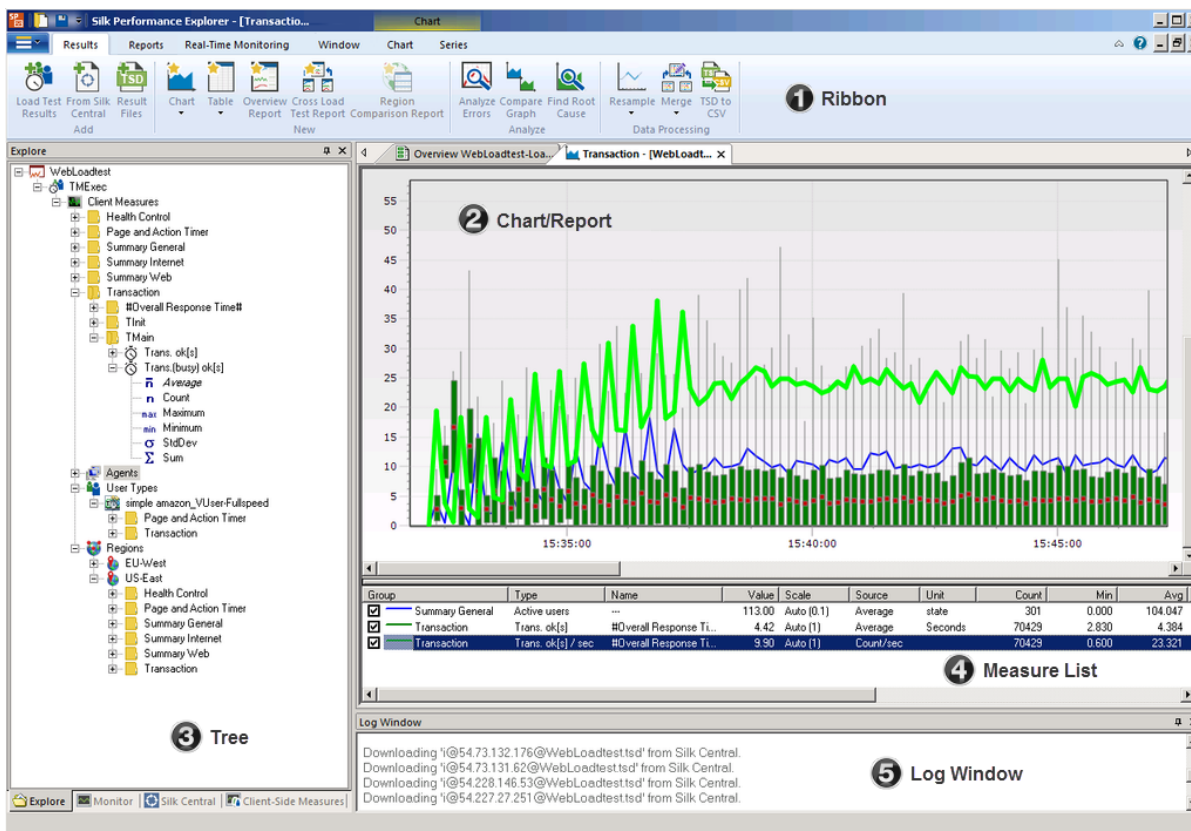 Silk Performance Explorer - [Transactio...
Chart
Results Reports Real-Time Monitoring Window Chart Series
Load Test Results
From Silk Central
Result Files
Add
Chart
Table
Overview Report
Cross Load Test Report
Region Comparison Report
New
Analyze Errors
Compare Graph
Find Root Cause
Analyze
Resample
Merge
TSD to CSV
Data Processing
1 Ribbon
Explore
WebLoadtest
TMExec
Client Measures
Health Control
Page and Action Timer
Summary General
Summary Internet
Summary Web
Transaction
#Overall Response Time#
TInit
TMain
Trans. ok[s]
Trans.(busy) ok[s]
n Average
n Count
max Maximum
min Minimum
σ StdDev
Σ Sum
Agents
User Types
simple amazon_VUser-Fullspeed
Page and Action Timer
Transaction
Regions
EU-West
US-East
Health Control
Page and Action Timer
Summary General
Summary Internet
Summary Web
Transaction
3 Tree
Explore Monitor Silk Central Client-Side Measures
Overview WebLoadtest-Loa...
Transaction - [WebLoadt...
2 Chart/Report
55
50
45
40
35
30
25
20
15
10
5
0
15:35:00 15:40:00 15:45:00
Group Type Name Value Scale Source Unit Count Min Avg
Summary General Active users --- 113.00 Auto (0.1) Average state 301 0.000 104.047
Transaction Trans. ok[s] #Overall Response Ti... 4.42 Auto (1) Average Seconds 70429 2.830 4.384
Transaction Trans. ok[s] / sec #Overall Response Ti... 9.90 Auto (1) Count/sec 70429 0.600 23.321
4 Measure List
Log Window
Downloading 'i@54.73.132.176@WebLoadtest.tsd' from Silk Central.
Downloading 'i@54.73.131.62@WebLoadtest.tsd' from Silk Central.
Downloading 'i@54.228.146.53@WebLoadtest.tsd' from Silk Central.
Downloading 'i@54.227.27.251@WebLoadtest.tsd' from Silk Central.
5 Log Window